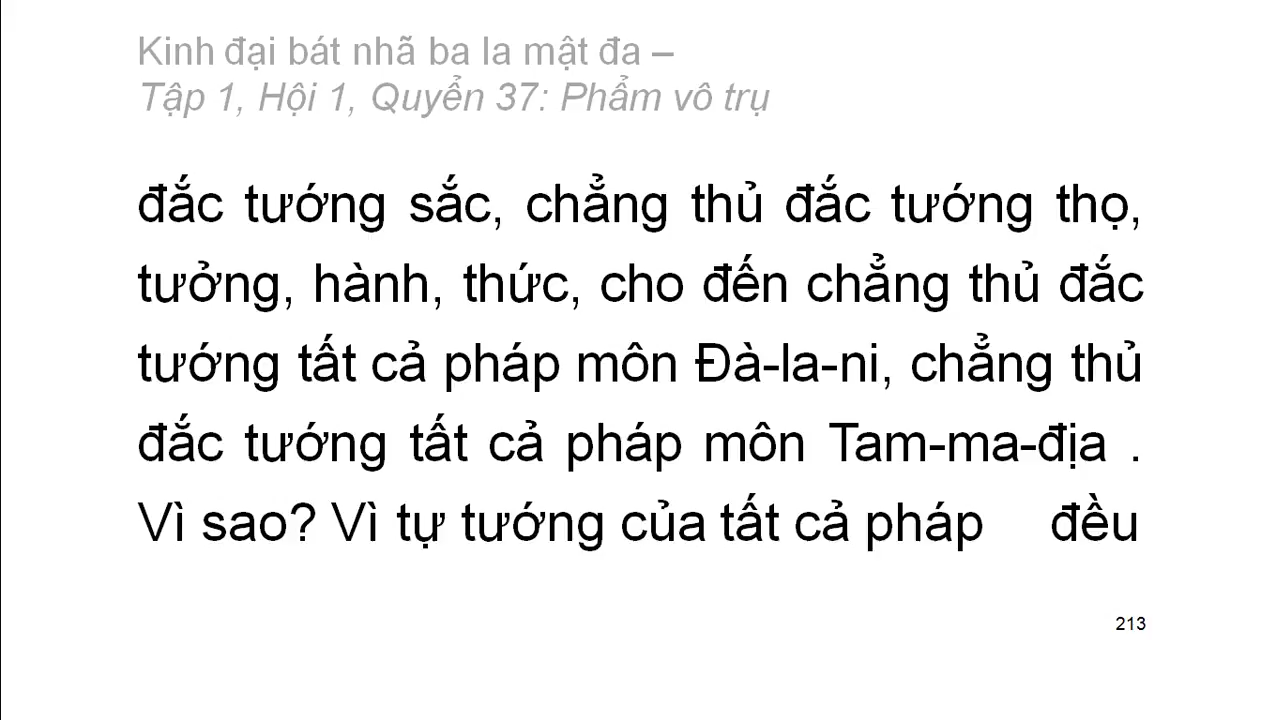 Kinh đại bát nhã ba la mật đa –
Tập 1, Hội 1, Quyển 37: Phẩm vô trụ
đắc tướng sắc, chẳng thủ đắc tướng thọ,
tưởng, hành, thức, cho đến chẳng thủ đắc
tướng tất cả pháp môn Đà-la-ni, chẳng thủ
đắc tướng tất cả pháp môn Tam-ma-địa .
Vì sao? Vì tự tướng của tất cả pháp đều
213